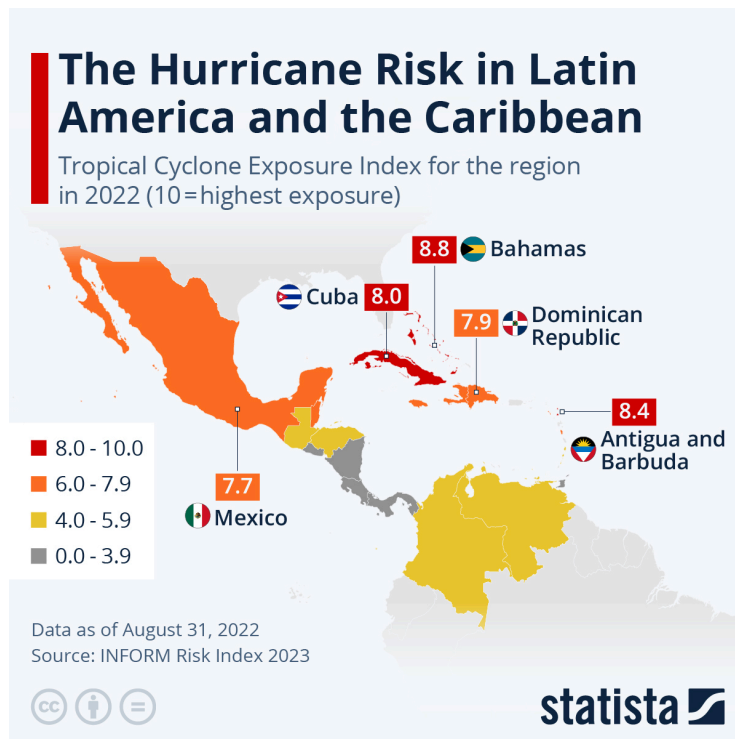 The Hurricane Risk in Latin
America and the Caribbean
Tropical Cyclone Exposure Index for the region
in 2022 (10=highest exposure)
8.8 Bahamas
Cuba 8.0
7.9 Dominican
Republic
8.4
Antigua and
Barbuda
8.0 - 10.0
6.0 - 7.9
4.0 - 5.9
0.0 - 3.9
7.7
Mexico
Data as of August 31, 2022
Source: INFORM Risk Index 2023
cc
statista